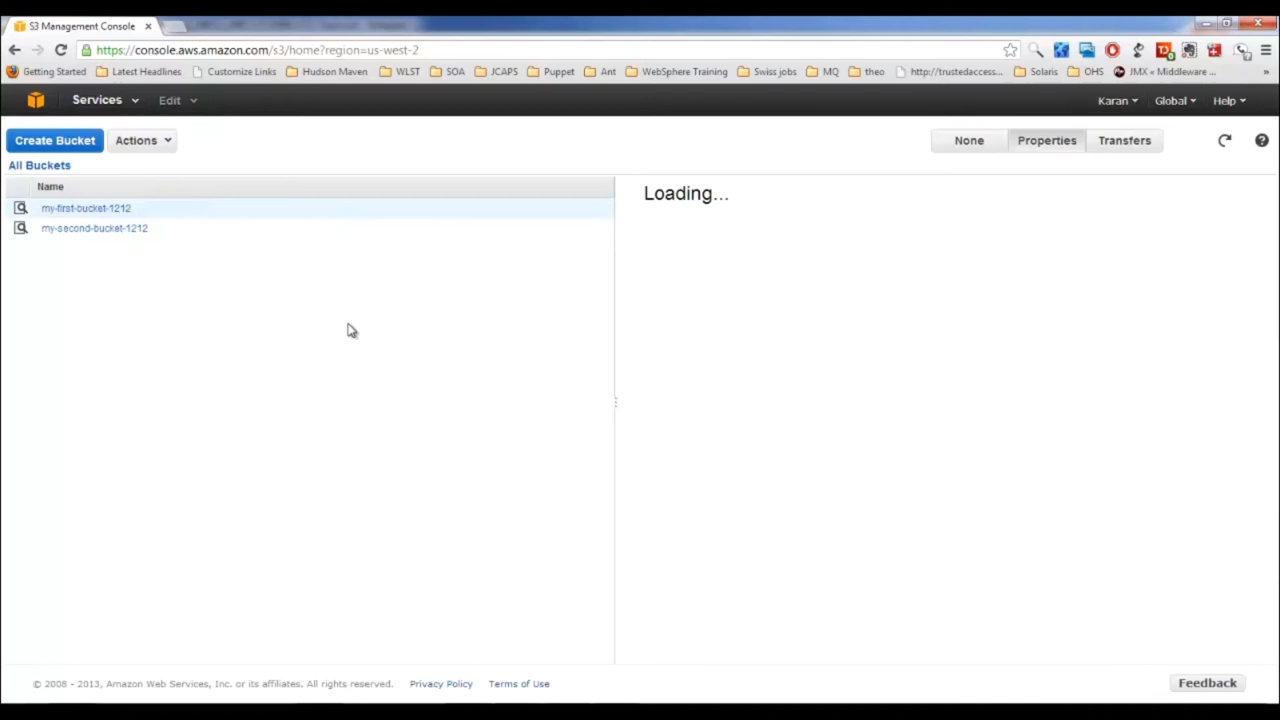 S3 Management Console
https://console.aws.amazon.com/s3/home?region=us-west-2
Getting Started Latest Headlines Customize Links Hudson Maven WLST SOA JCAPS Puppet Ant WebSphere Training Swiss jobs MQ theo http://trustedaccess... Solaris OHS JMX « Middleware ... »
Services Edit Karan Global Help
Create Bucket Actions None Properties Transfers
All Buckets
Name
Loading...
my-first-bucket-1212
my-second-bucket-1212
© 2008 - 2013, Amazon Web Services, Inc. or its affiliates. All rights reserved. Privacy Policy Terms of Use Feedback